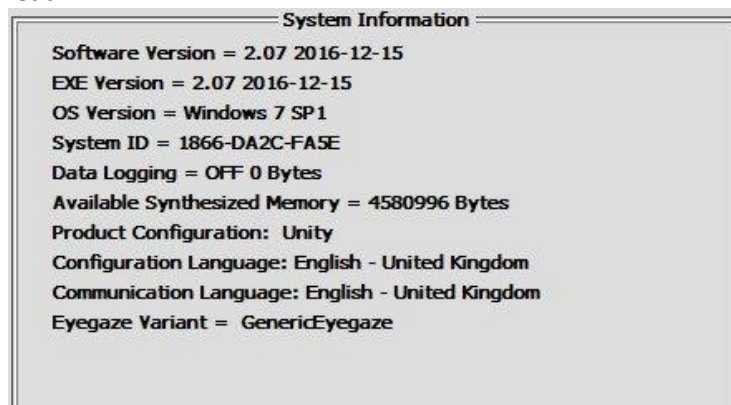 System Information
Software Version = 2.07 2016-12-15
EXE Version = 2.07 2016-12-15
OS Version = Windows 7 SP1
System ID = 1866-DA2C-FA5E
Data Logging = OFF 0 Bytes
Available Synthesized Memory = 4580996 Bytes
Product Configuration: Unity
Configuration Language: English - United Kingdom
Communication Language: English - United Kingdom
Eyegaze Variant = GenericEyegaze